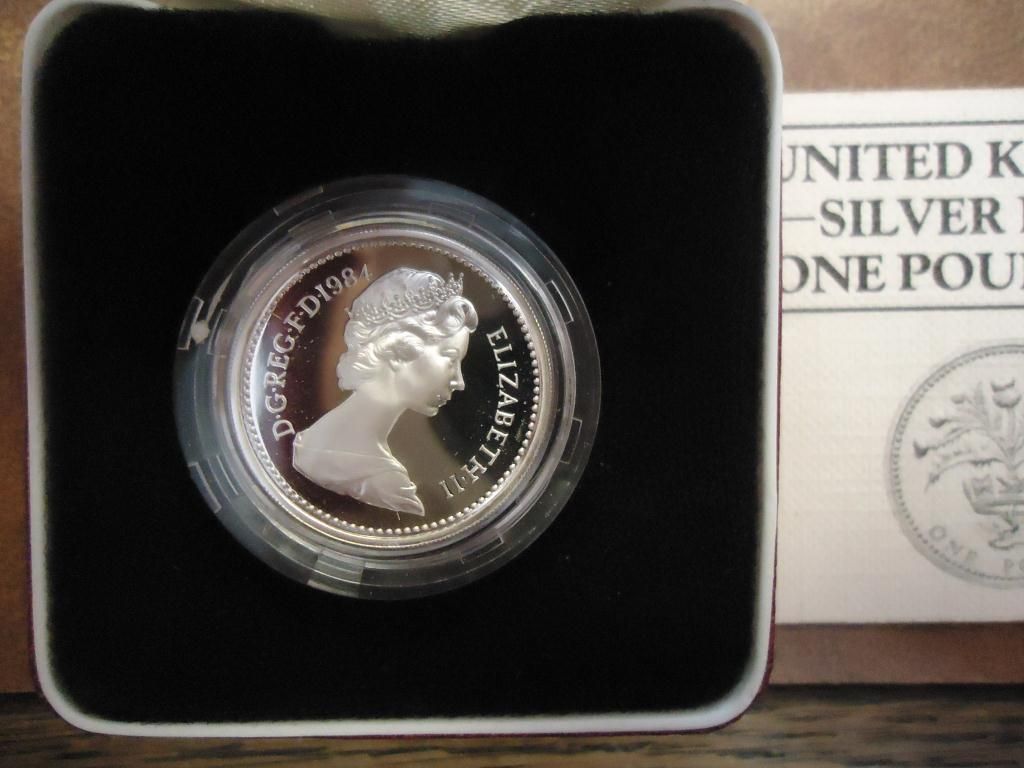 D·G·REG·F·D·1984
ELIZABETH·II
UNITED K
—SILVER
ONE POU
ONE PO